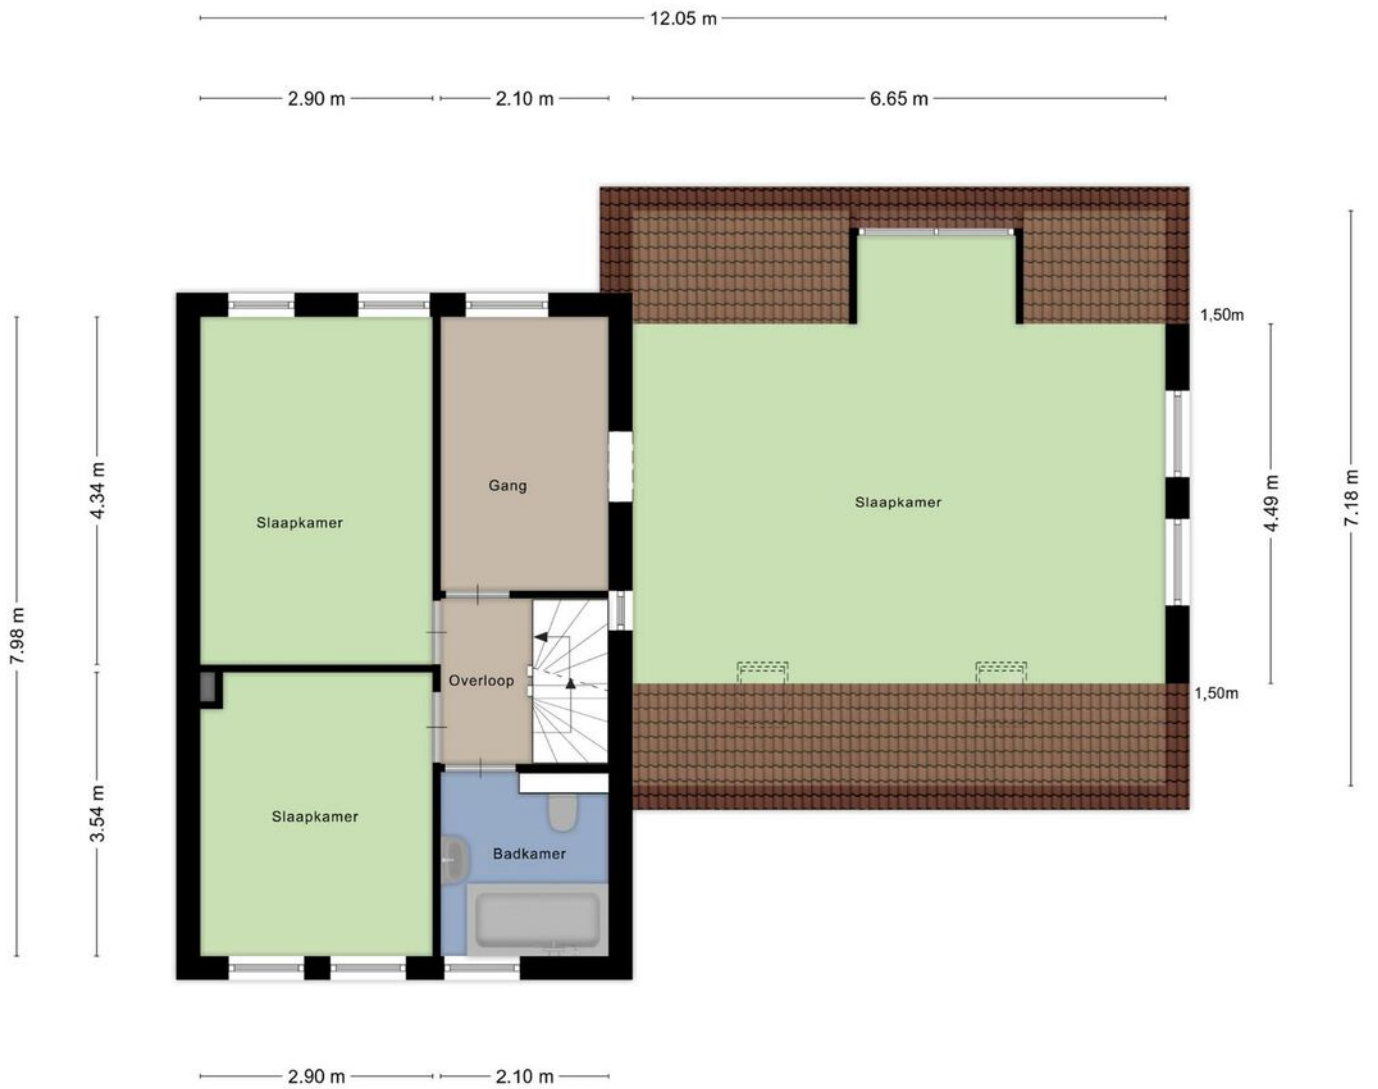 12.05 m
2.90 m
2.10 m
6.65 m
1,50m
4.34 m
Gang
4.49 m
7.18 m
Slaapkamer
Slaapkamer
7.98 m
Overloop
1,50m
3.54 m
Slaapkamer
Badkamer
2.90 m
2.10 m